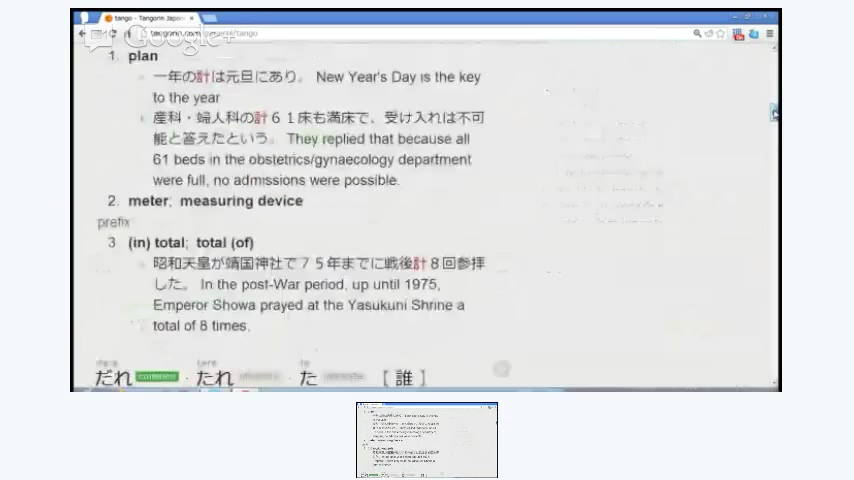 tango - Tangorin Japan
tangorin.com/general/tango
Google+
1. plan
一年の計は元旦にあり。 New Year's Day is the key
to the year
産科・婦人科の計６１床も満床で、受け入れは不可
能と答えたという。 They replied that because all
61 beds in the obstetrics/gynaecology department
were full, no admissions were possible.
2. meter; measuring device
prefix
3 (in) total; total (of)
昭和天皇が靖国神社で７５年までに戦後計８回参拝
した。 In the post-War period, up until 1975,
Emperor Showa prayed at the Yasukuni Shrine a
total of 8 times.
dare tare ta
だれ common · たれ · た [ 誰 ]